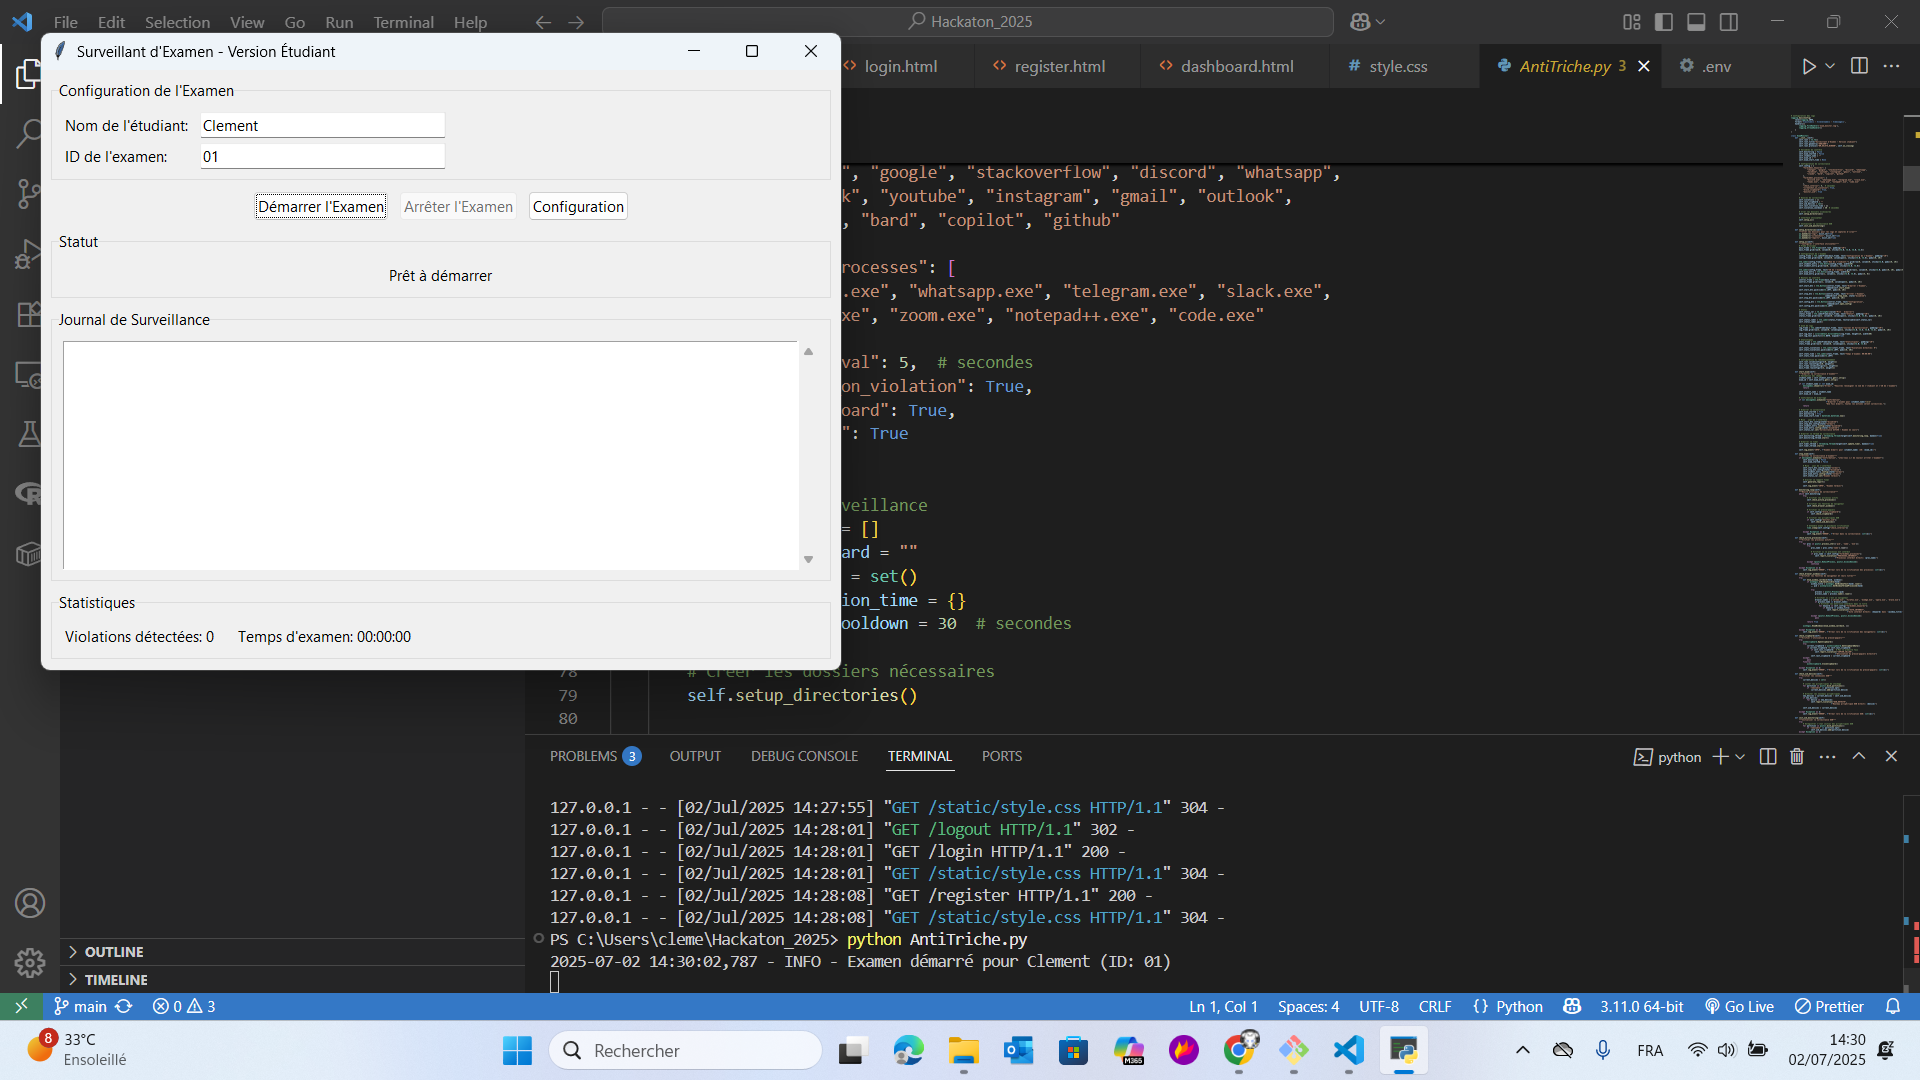 File Edit Selection View Go Run Terminal Help
Hackaton_2025
Surveillant d'Examen - Version Étudiant
login.html
register.html
dashboard.html
style.css
AntiTriche.py 3
.env
Configuration de l'Examen
Nom de l'étudiant: Clement
ID de l'examen: 01
Démarrer l'Examen Arrêter l'Examen Configuration
Statut
Prêt à démarrer
Journal de Surveillance
Statistiques
Violations détectées: 0 Temps d'examen: 00:00:00
", "google", "stackoverflow", "discord", "whatsapp",
k", "youtube", "instagram", "gmail", "outlook",
, "bard", "copilot", "github"
rocesses": [
.exe", "whatsapp.exe", "telegram.exe", "slack.exe",
xe", "zoom.exe", "notepad++.exe", "code.exe"
val": 5,  # secondes
on_violation": True,
oard": True,
": True
veillance
= []
ard = ""
= set()
ion_time = {}
ooldown = 30  # secondes
78 # Créer les dossiers nécessaires
79 self.setup_directories()
80
PROBLEMS 3 OUTPUT DEBUG CONSOLE TERMINAL PORTS
python
127.0.0.1 - - [02/Jul/2025 14:27:55] "GET /static/style.css HTTP/1.1" 304 -
127.0.0.1 - - [02/Jul/2025 14:28:01] "GET /logout HTTP/1.1" 302 -
127.0.0.1 - - [02/Jul/2025 14:28:01] "GET /login HTTP/1.1" 200 -
127.0.0.1 - - [02/Jul/2025 14:28:01] "GET /static/style.css HTTP/1.1" 304 -
127.0.0.1 - - [02/Jul/2025 14:28:08] "GET /register HTTP/1.1" 200 -
127.0.0.1 - - [02/Jul/2025 14:28:08] "GET /static/style.css HTTP/1.1" 304 -
PS C:\Users\cleme\Hackaton_2025> python AntiTriche.py
2025-07-02 14:30:02,787 - INFO - Examen démarré pour Clement (ID: 01)
OUTLINE
TIMELINE
main 0 3
Ln 1, Col 1 Spaces: 4 UTF-8 CRLF {} Python 3.11.0 64-bit Go Live Prettier
8
33°C
Ensoleillé
Rechercher
M365
FRA
14:30
02/07/2025